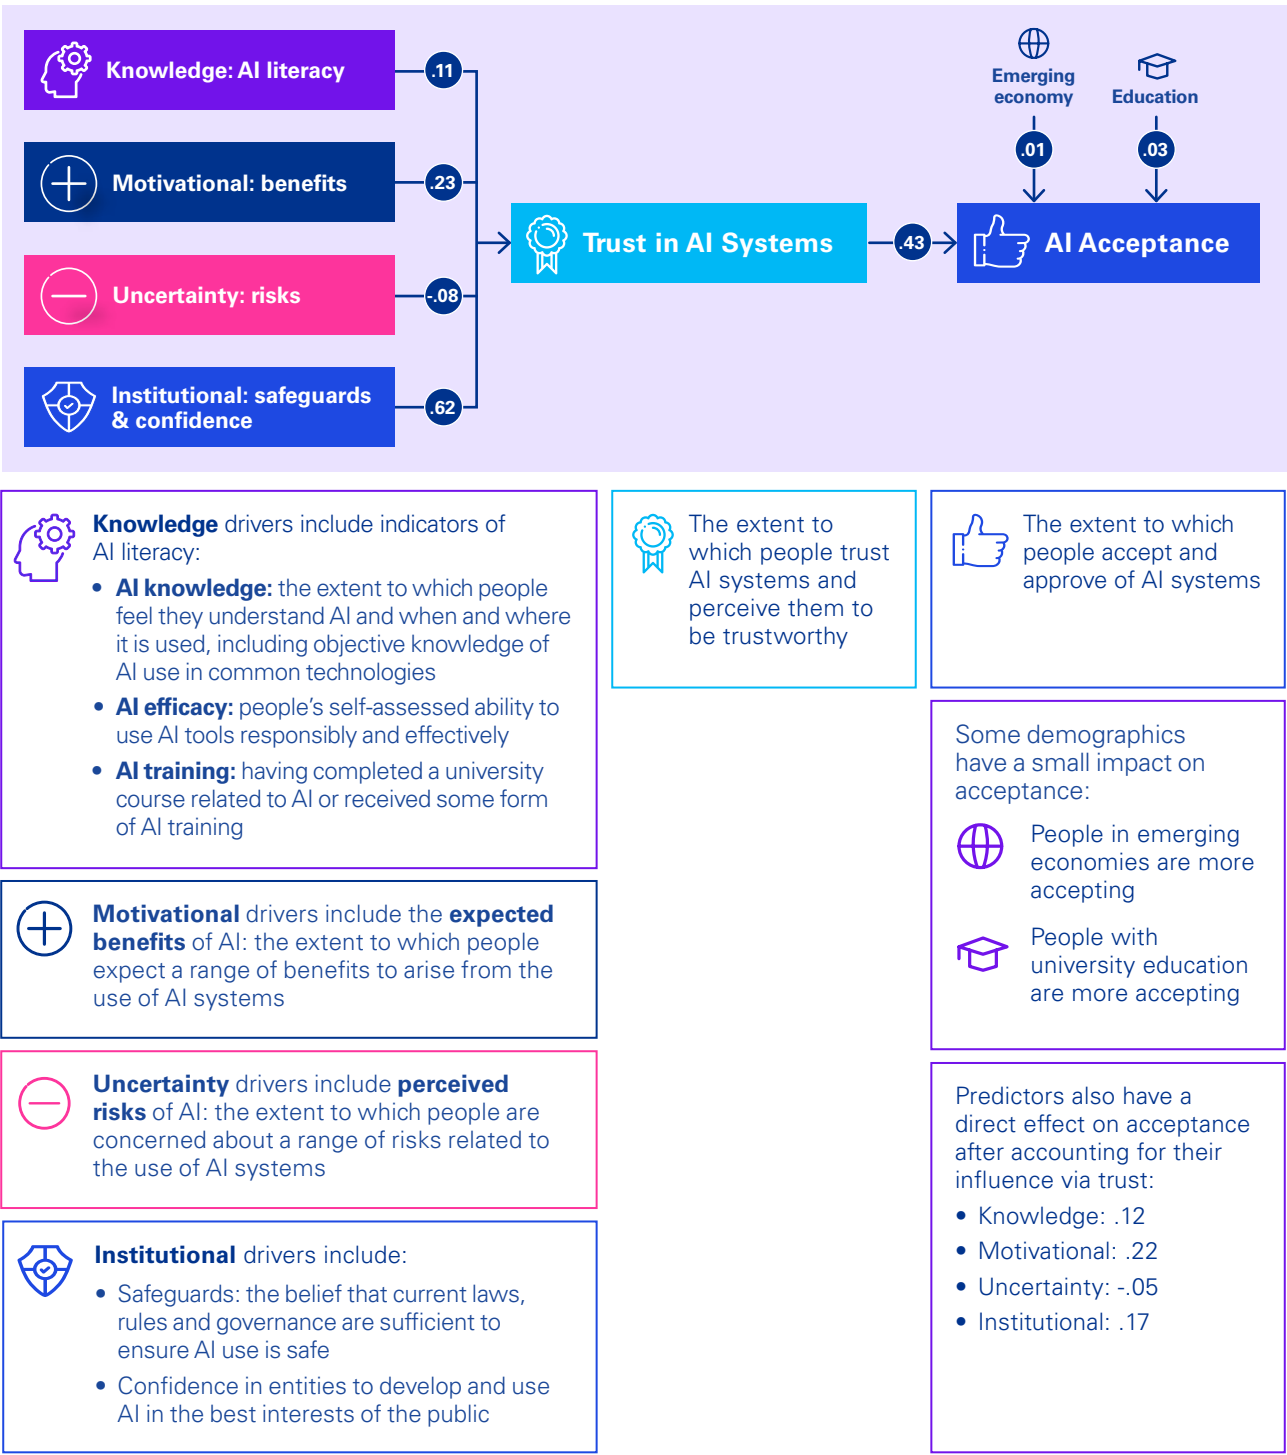 Knowledge: AI literacy
.11
Motivational: benefits
.23
Uncertainty: risks
-.08
Institutional: safeguards
& confidence
.62
Trust in AI Systems
.43
Emerging
economy
.01
Education
.03
AI Acceptance
Knowledge drivers include indicators of
AI literacy:
• AI knowledge: the extent to which people
feel they understand AI and when and where
it is used, including objective knowledge of
AI use in common technologies
• AI efficacy: people's self-assessed ability to
use AI tools responsibly and effectively
• AI training: having completed a university
course related to AI or received some form
of AI training
Motivational drivers include the expected
benefits of AI: the extent to which people
expect a range of benefits to arise from the
use of AI systems
Uncertainty drivers include perceived
risks of AI: the extent to which people are
concerned about a range of risks related to
the use of AI systems
Institutional drivers include:
• Safeguards: the belief that current laws,
rules and governance are sufficient to
ensure AI use is safe
• Confidence in entities to develop and use
AI in the best interests of the public
The extent to
which people trust
AI systems and
perceive them to
be trustworthy
The extent to which
people accept and
approve of AI systems
Some demographics
have a small impact on
acceptance:
People in emerging
economies are more
accepting
People with
university education
are more accepting
Predictors also have a
direct effect on acceptance
after accounting for their
influence via trust:
• Knowledge: .12
• Motivational: .22
• Uncertainty: -.05
• Institutional: .17